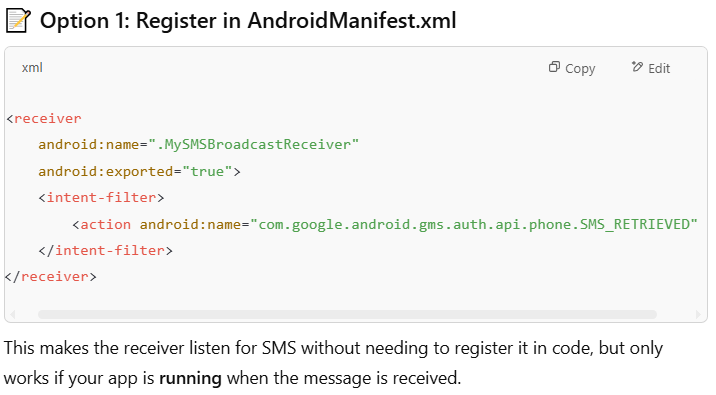 📝 Option 1: Register in AndroidManifest.xml
xml
Copy
Edit
<receiver
    android:name=".MySMSBroadcastReceiver"
    android:exported="true">
    <intent-filter>
        <action android:name="com.google.android.gms.auth.api.phone.SMS_RETRIEVED"
    </intent-filter>
</receiver>
This makes the receiver listen for SMS without needing to register it in code, but only
works if your app is running when the message is received.